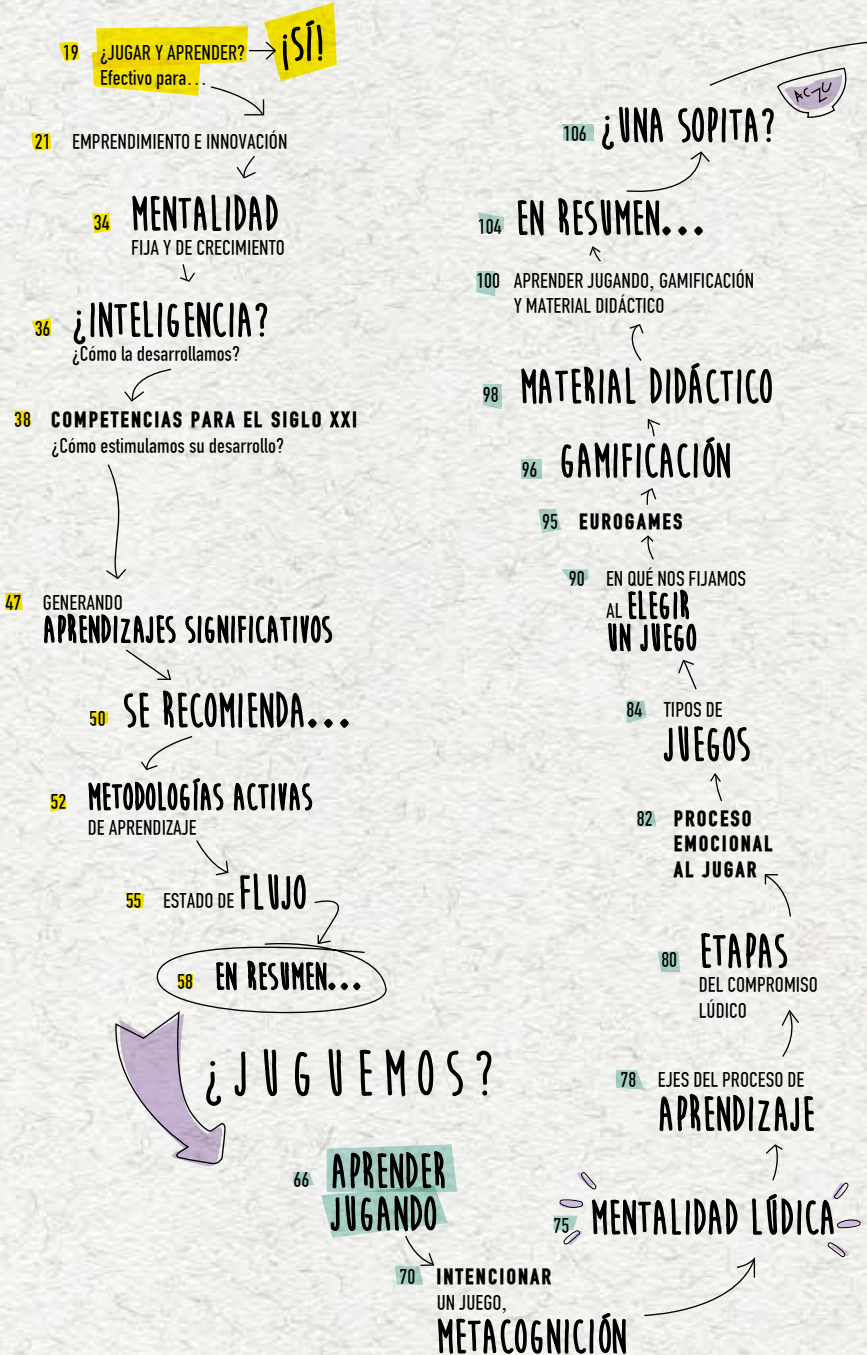 19 ¿JUGAR Y APRENDER? ¡SÍ!
Efectivo para...
21 EMPRENDIMIENTO E INNOVACIÓN
34 MENTALIDAD
FIJA Y DE CRECIMIENTO
36 ¿INTELIGENCIA?
¿Cómo la desarrollamos?
38 COMPETENCIAS PARA EL SIGLO XXI
¿Cómo estimulamos su desarrollo?
47 GENERANDO
APRENDIZAJES SIGNIFICATIVOS
50 SE RECOMIENDA...
52 METODOLOGÍAS ACTIVAS
DE APRENDIZAJE
55 ESTADO DE FLUJO
58 EN RESUMEN...
¿JUGUEMOS?
66 APRENDER
JUGANDO
70 INTENCIONAR
UN JUEGO,
METACOGNICIÓN
75 MENTALIDAD LÚDICA
78 EJES DEL PROCESO DE
APRENDIZAJE
80 ETAPAS
DEL COMPROMISO
LÚDICO
82 PROCESO
EMOCIONAL
AL JUGAR
84 TIPOS DE
JUEGOS
90 EN QUÉ NOS FIJAMOS
AL ELEGIR
UN JUEGO
95 EUROGAMES
96 GAMIFICACIÓN
98 MATERIAL DIDÁCTICO
100 APRENDER JUGANDO, GAMIFICACIÓN
Y MATERIAL DIDÁCTICO
104 EN RESUMEN...
106 ¿UNA SOPITA?
ACZU